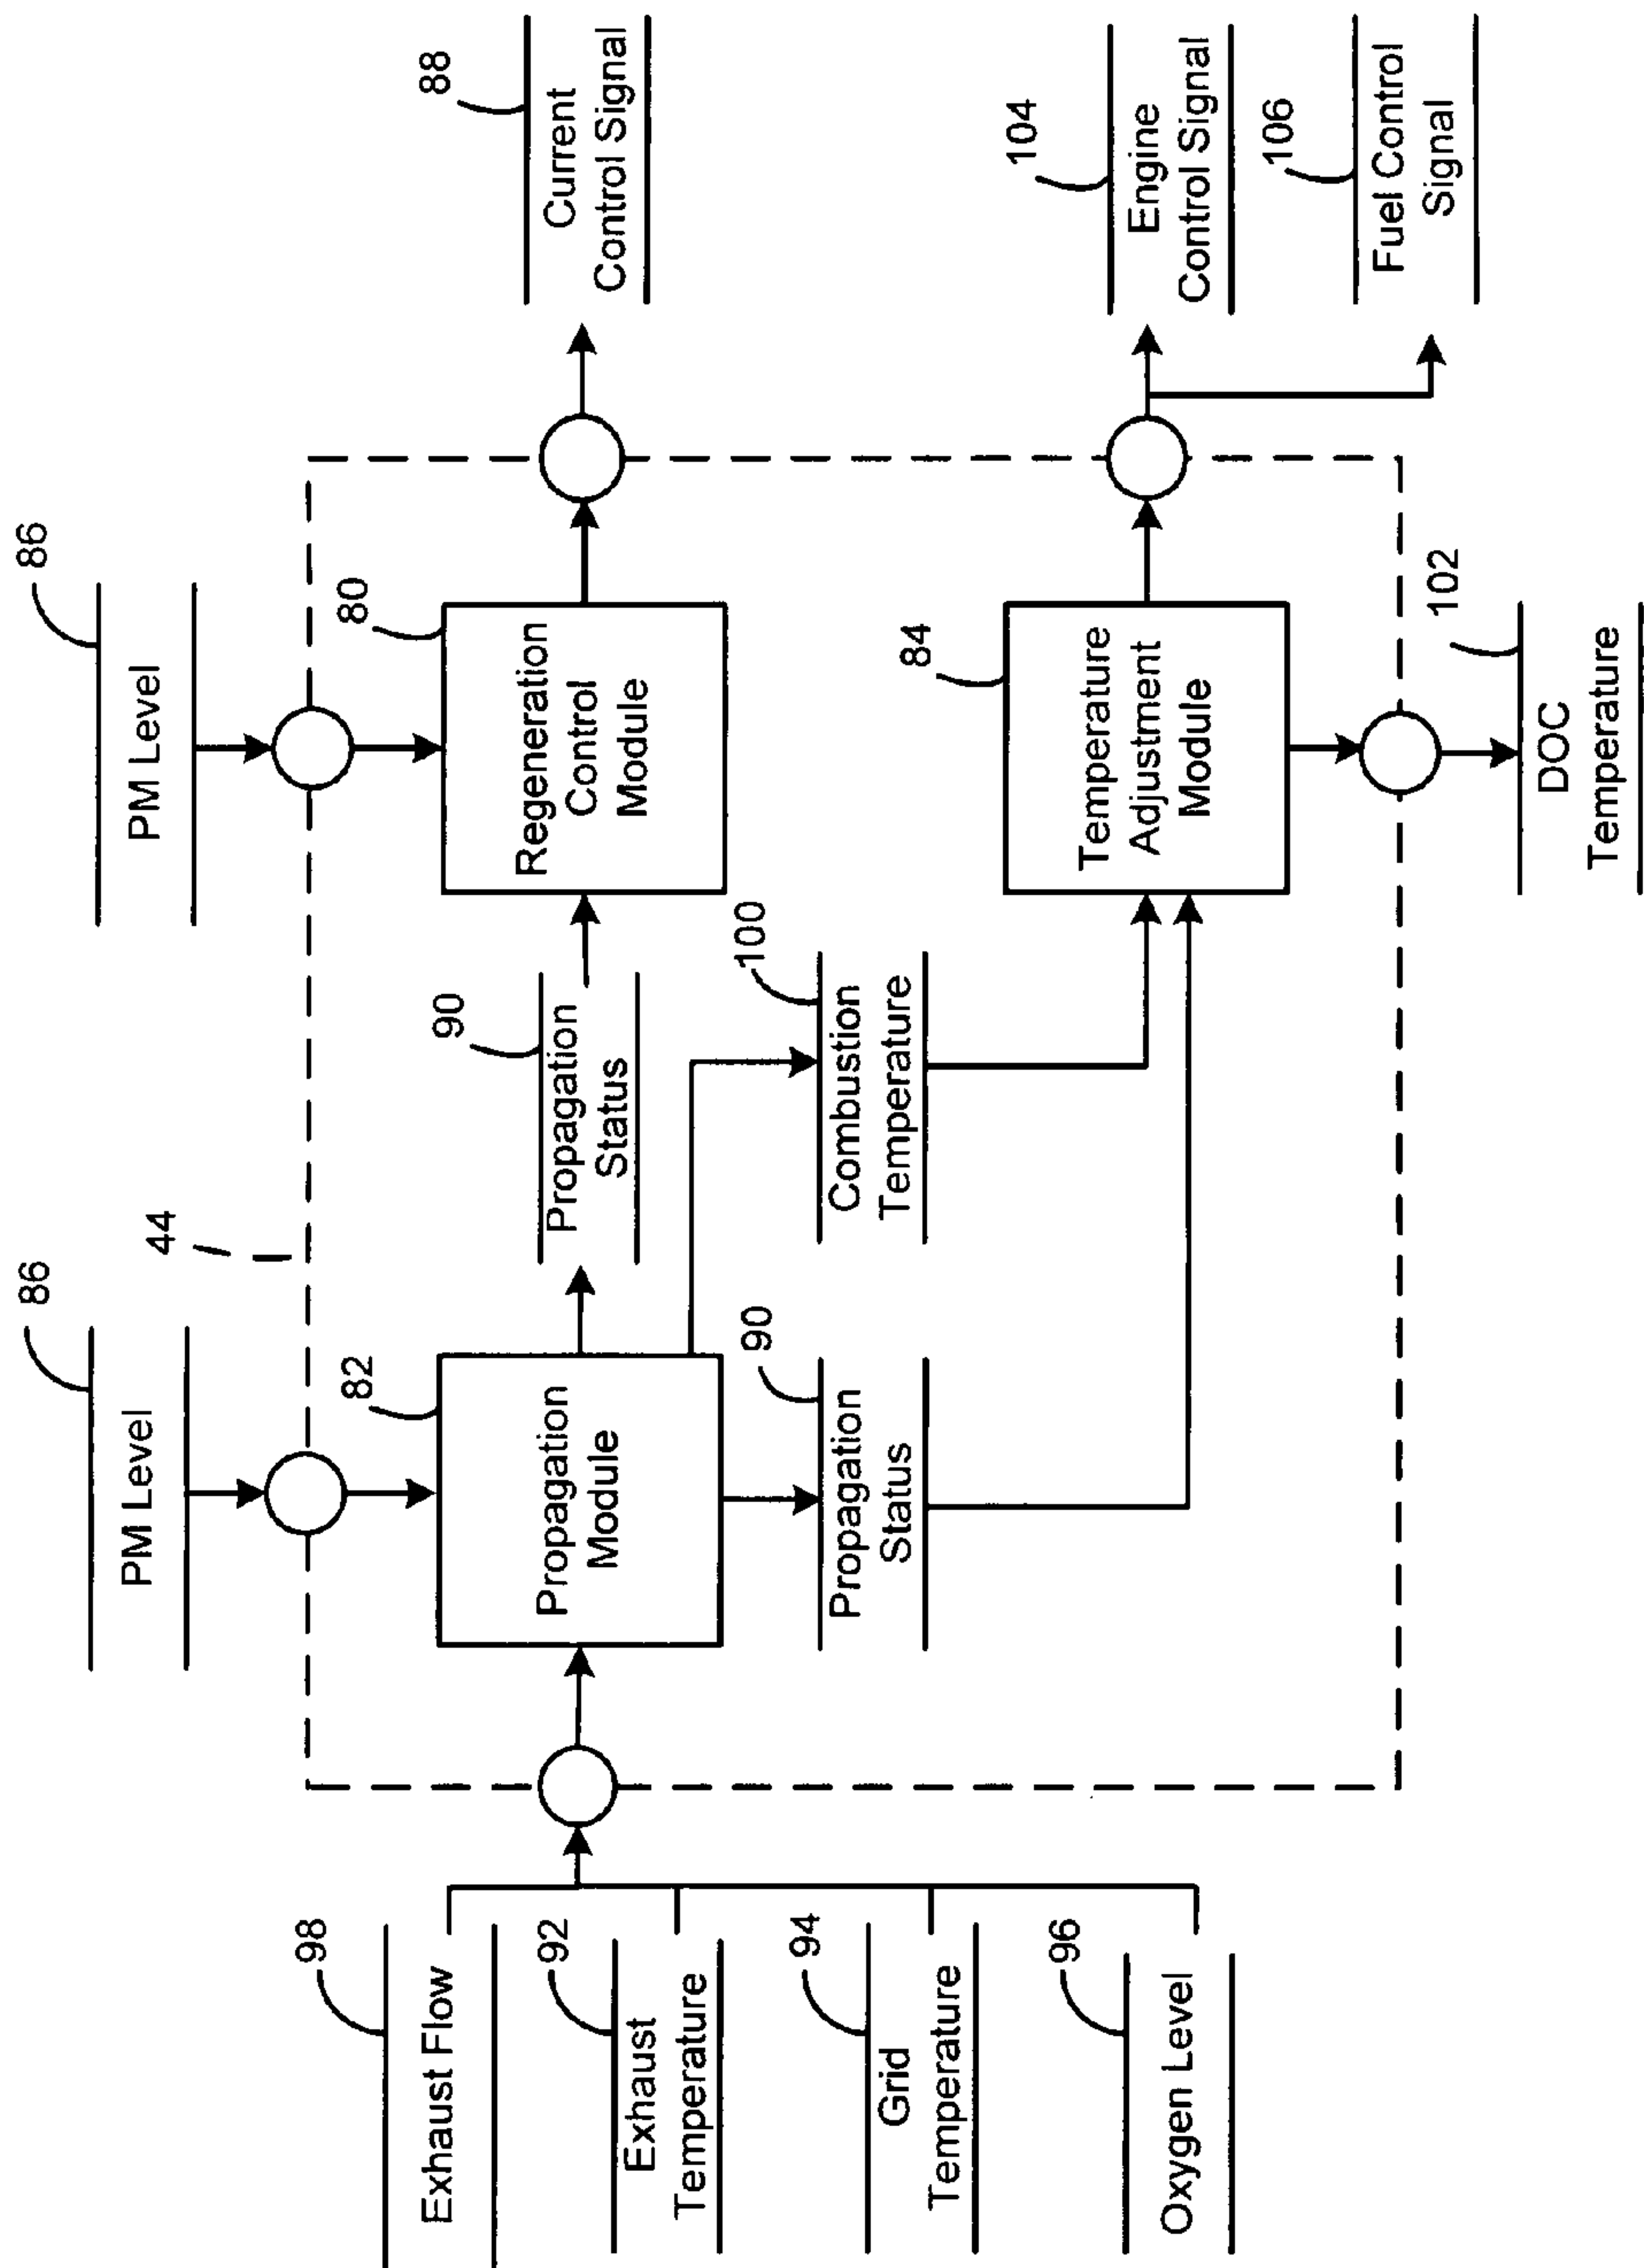 86
PM Level
86
PM Level
44
98
Exhaust Flow
92
Exhaust
Temperature
94
Grid
Temperature
96
Oxygen Level
82
Propagation
Module
90
Propagation
Status
80
Regeneration
Control
Module
88
Current
Control Signal
90
Propagation
Status
100
Combustion
Temperature
84
Temperature
Adjustment
Module
104
Engine
Control Signal
106
Fuel Control
Signal
102
DOC
Temperature